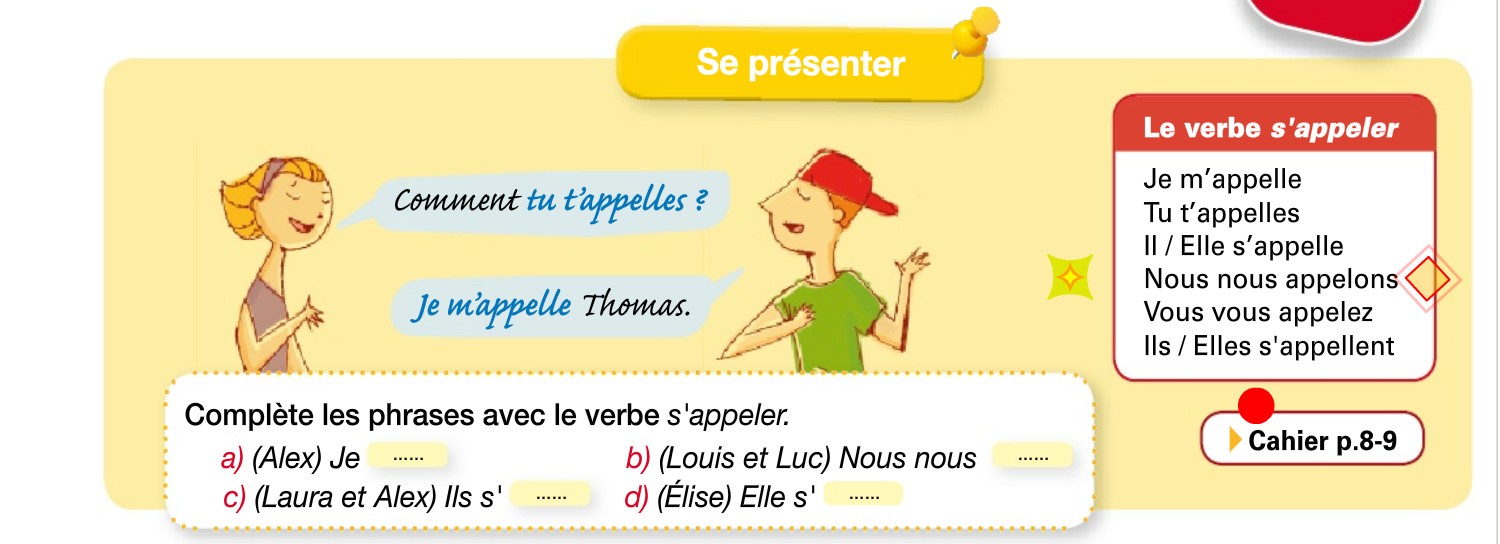 Se présenter
Comment tu t'appelles ?
Je m'appelle Thomas.
Le verbe s'appeler
Je m'appelle
Tu t'appelles
Il / Elle s'appelle
Nous nous appelons
Vous vous appelez
Ils / Elles s'appellent
Cahier p.8-9
Complète les phrases avec le verbe s'appeler.
a) (Alex) Je ...... b) (Louis et Luc) Nous nous ......
c) (Laura et Alex) Ils s' ...... d) (Élise) Elle s' ......